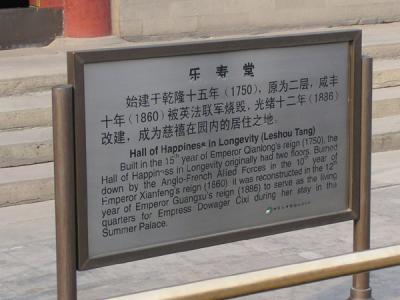 乐寿堂
始建于乾隆十五年(1750),原为二层,咸丰
十年(1860)被英法联军烧毁,光绪十二年(1886)
改建,成为慈禧在园内的居住之地。
Hall of Happiness in Longevity (Leshou Tang)
Built in the 15th year of Emperor Qianlong's reign (1750), the
Hall of Happiness in Longevity originally had two floors. Burned
down by the Anglo-French Allied Forces in the 10th year of
Emperor Xianfeng's reign (1860) it was reconstructed in the 12th
year of Emperor Guangxu's reign (1886) to serve as the living
quarters for Empress Dowager Cixi during her stay in this
Summer Palace.